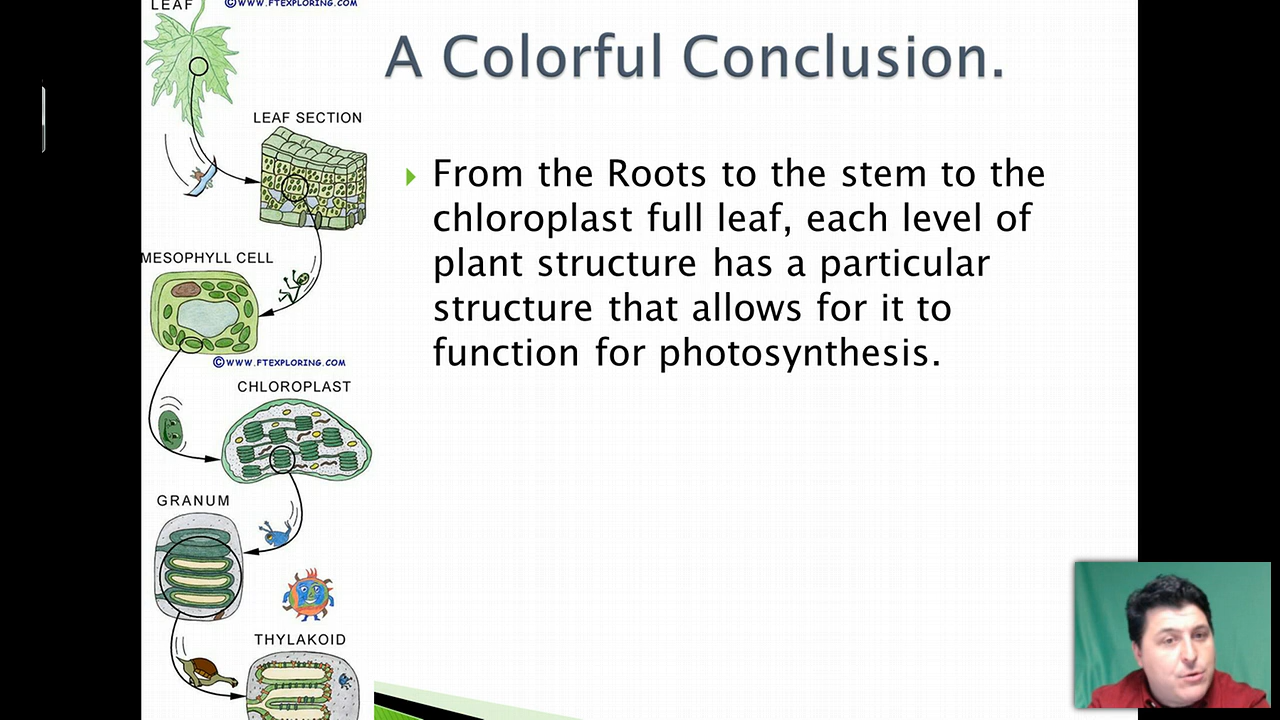 LEAF
©WWW.FTEXPLORING.COM
A Colorful Conclusion.
LEAF SECTION
From the Roots to the stem to the
chloroplast full leaf, each level of
plant structure has a particular
structure that allows for it to
function for photosynthesis.
MESOPHYLL CELL
©WWW.FTEXPLORING.COM
CHLOROPLAST
GRANUM
THYLAKOID